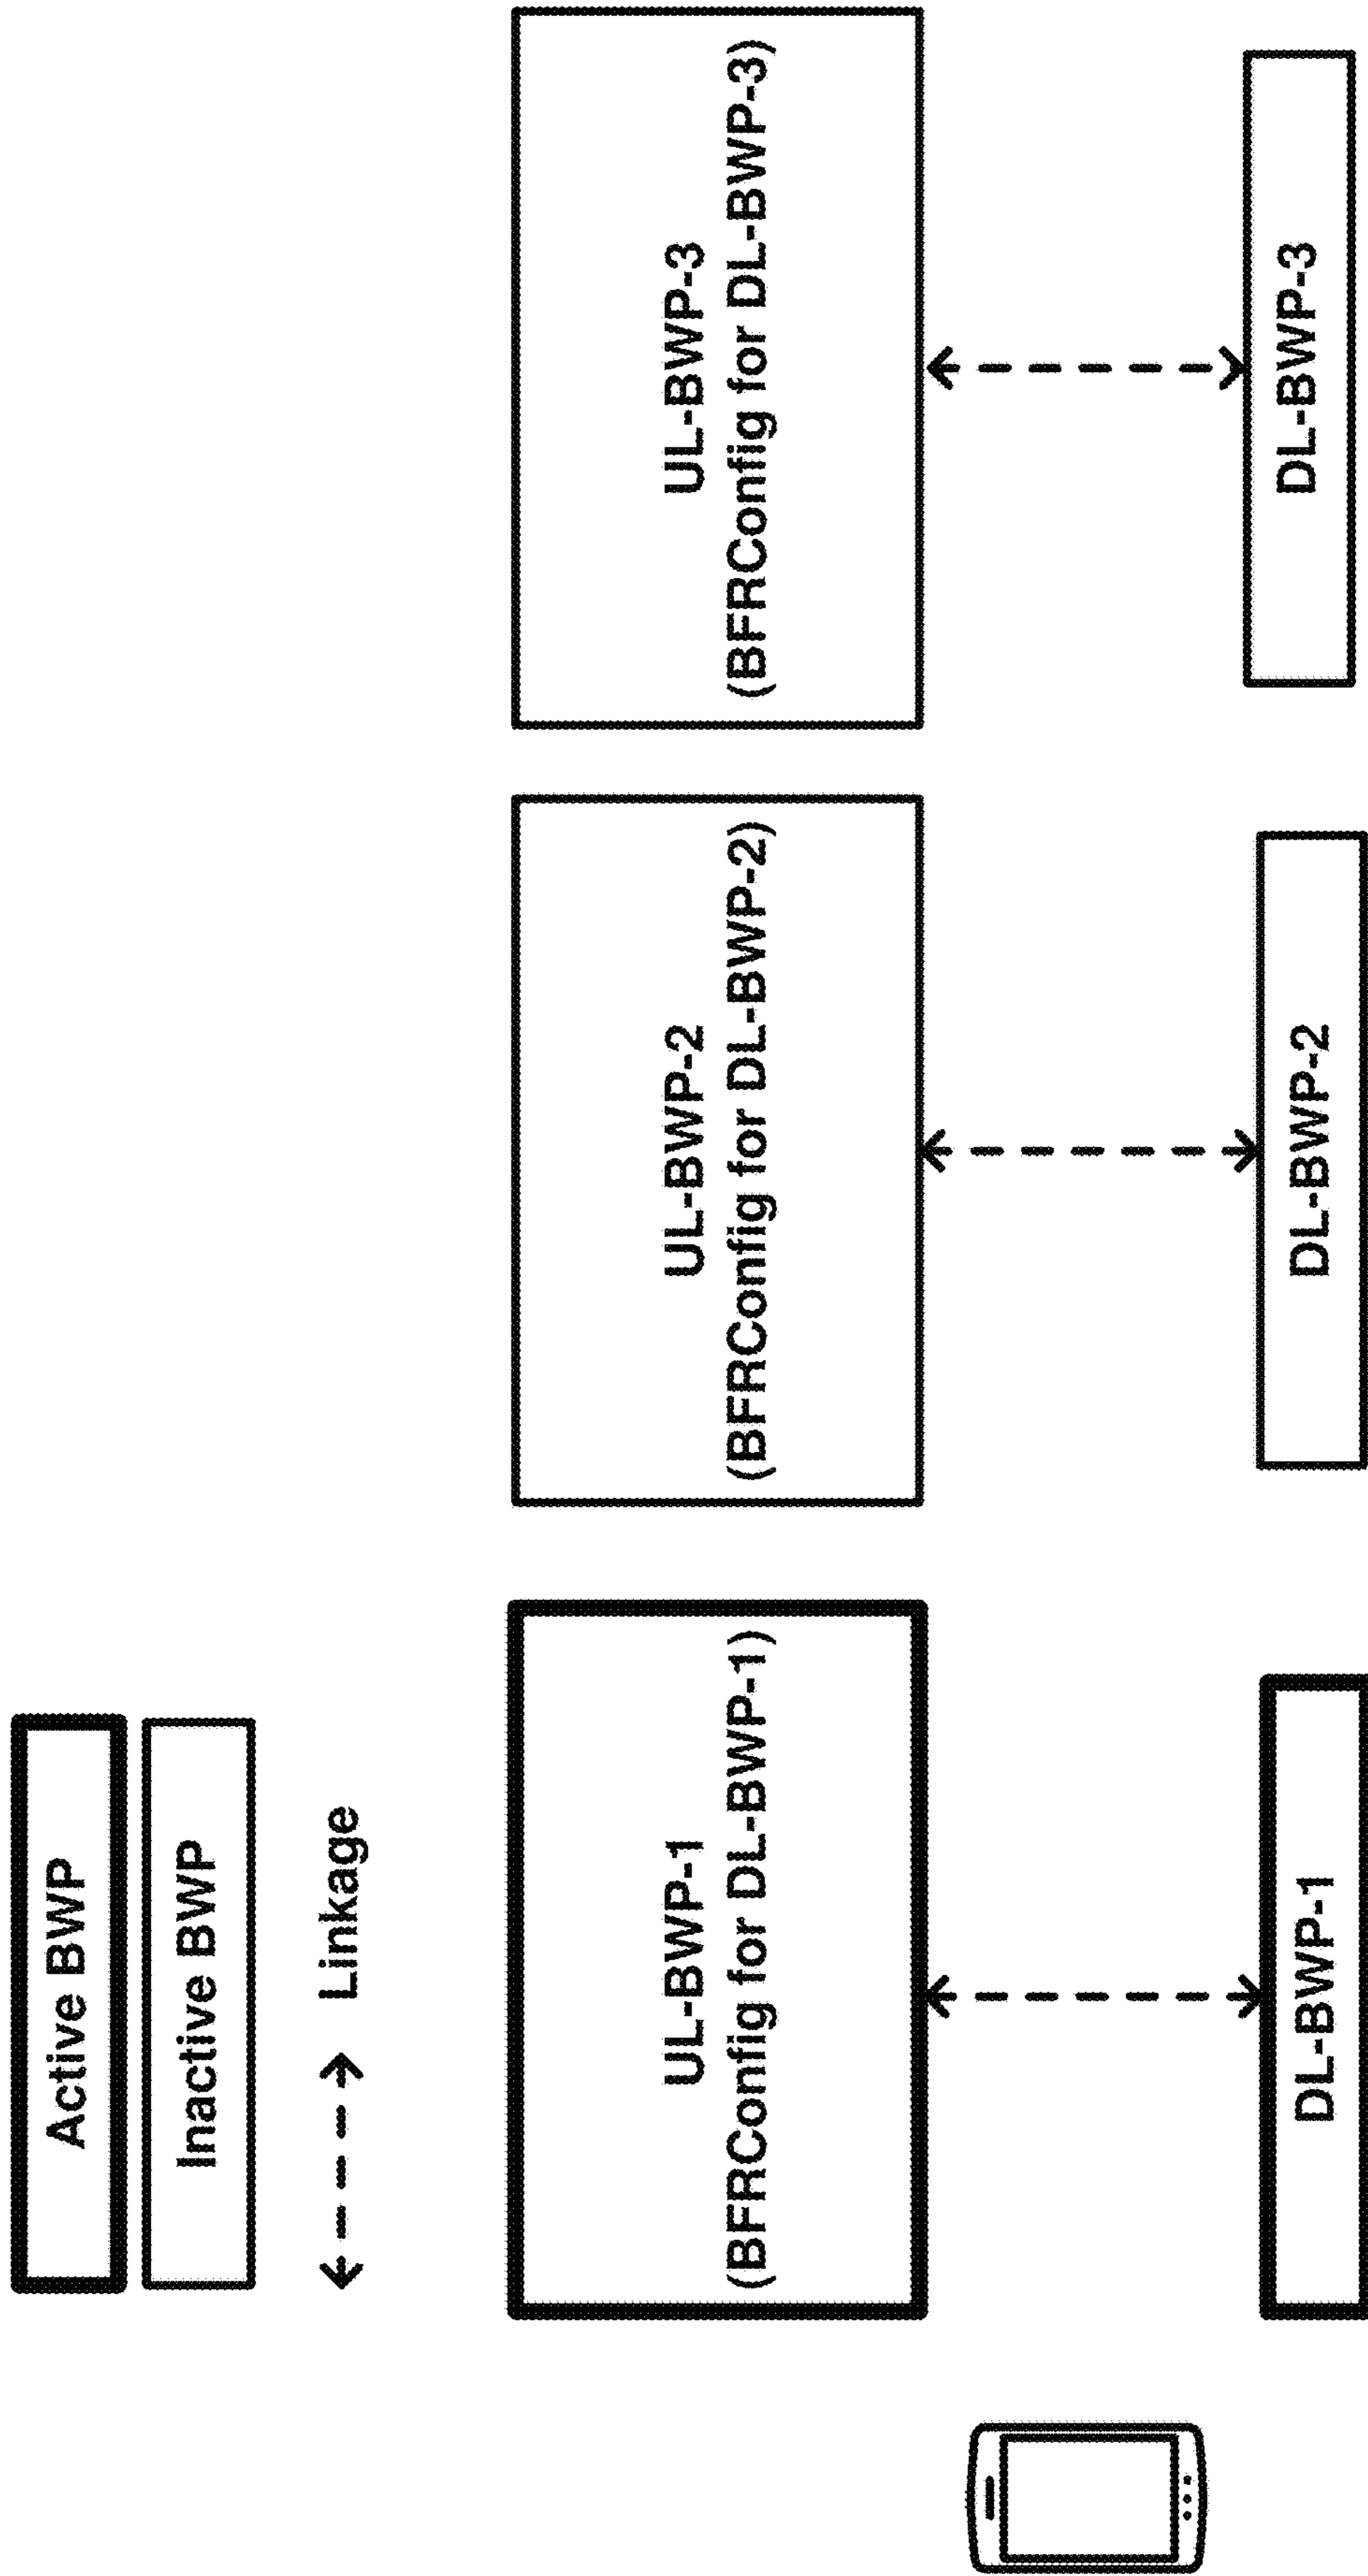 Active BWP
Inactive BWP
Linkage
UL-BWP-1
(BFRConfig for DL-BWP-1)
UL-BWP-2
(BFRConfig for DL-BWP-2)
UL-BWP-3
(BFRConfig for DL-BWP-3)
DL-BWP-1
DL-BWP-2
DL-BWP-3